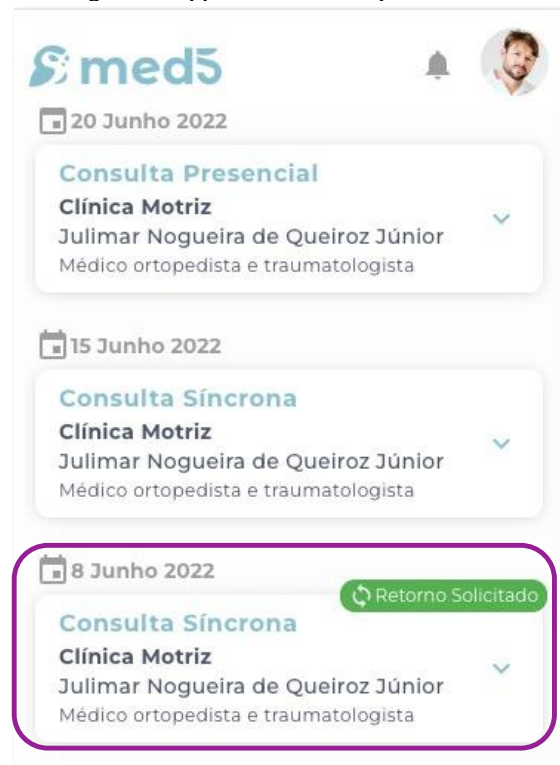 med5
20 Junho 2022
Consulta Presencial
Clínica Motriz
Julimar Nogueira de Queiroz Júnior
Médico ortopedista e traumatologista
15 Junho 2022
Consulta Síncrona
Clínica Motriz
Julimar Nogueira de Queiroz Júnior
Médico ortopedista e traumatologista
8 Junho 2022
Retorno Solicitado
Consulta Síncrona
Clínica Motriz
Julimar Nogueira de Queiroz Júnior
Médico ortopedista e traumatologista